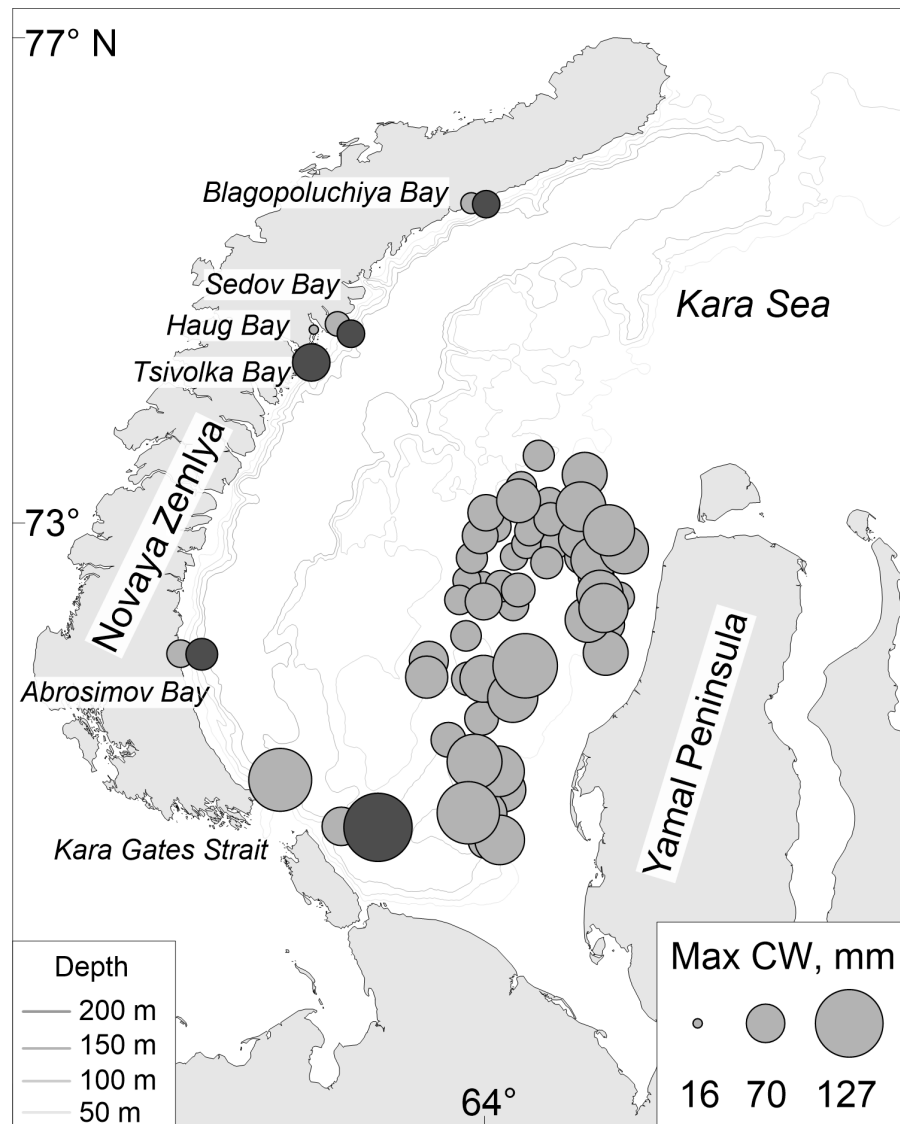 77° N
Blagopoluchiya Bay
Sedov Bay
Kara Sea
Haug Bay
Tsivolka Bay
Novaya Zemlya
73°
Abrosimov Bay
Yamal Peninsula
Kara Gates Strait
Depth
200 m
150 m
100 m
50 m
64°
Max CW, mm
16 70 127